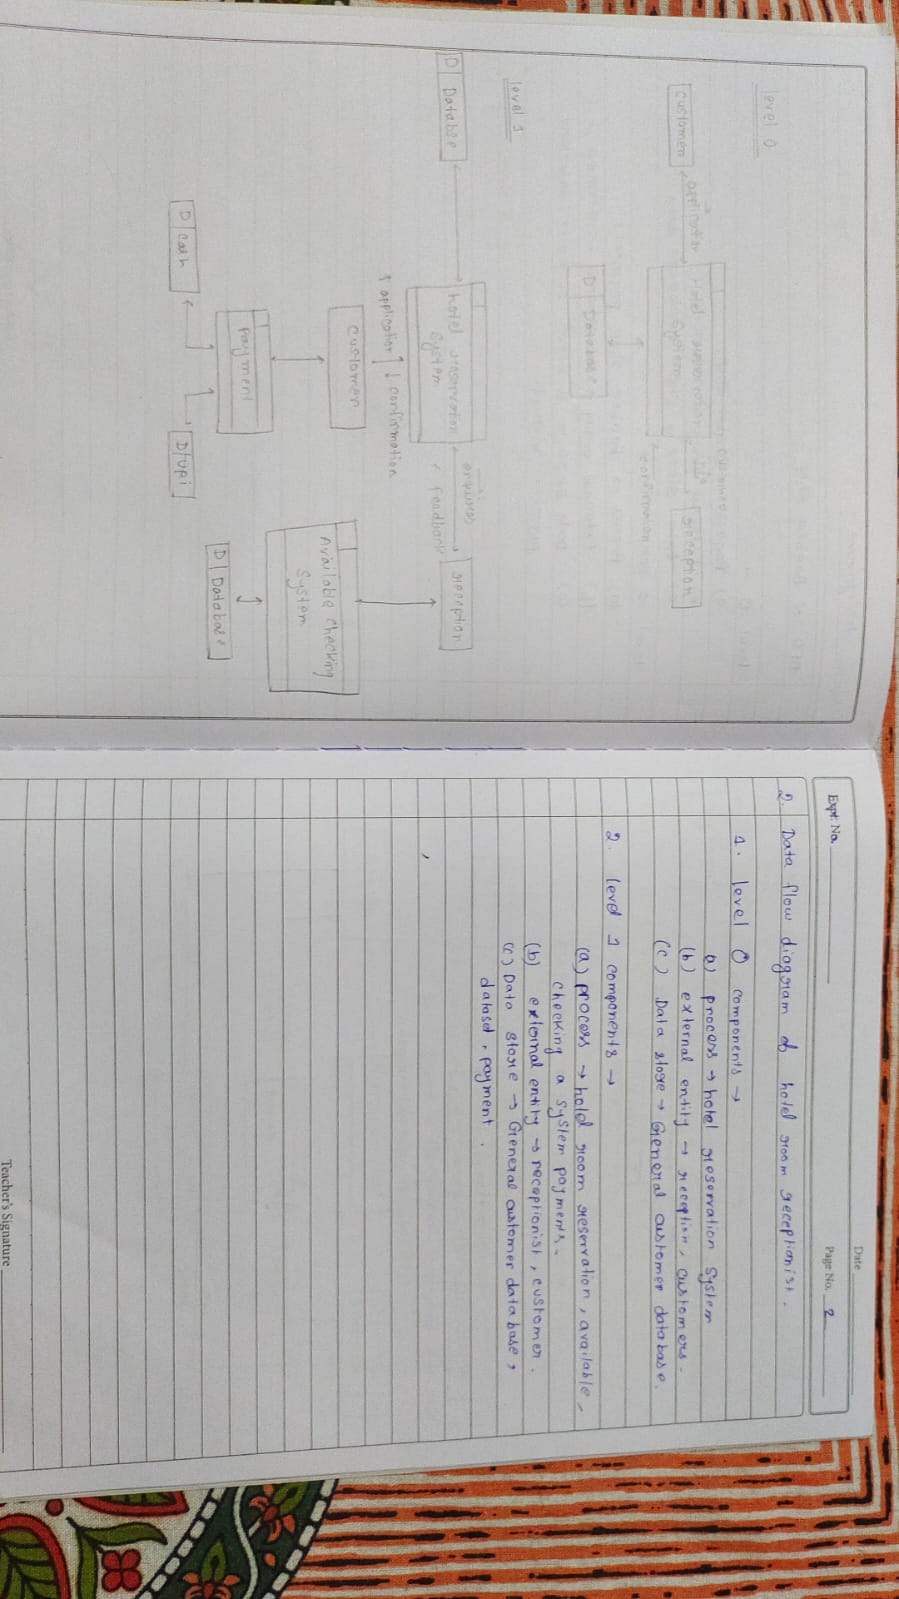 level 0
customer
application
Hotel reservation
System
reception
confirmation
D Database
level 1
D Databse
hotel reservation
System
enquires
feedback
reception
application
confirmation
customer
Available checking
System
payment
D Database
D cash
D upi
Date
Expt. No.
Page No. 2
2. Data flow diagram of hotel room receptionist.
1. level 0 components →
a) process → hotel reservation System
(b) external entity → reception, customers.
(c) Data store → General customer database.
2. level 1 components →
(a) process → hotel room reservation, available,
checking a system payments.
(b) external entity → receptionist, customer.
(c) Data store → General customer database,
payment.
Teacher's Signature